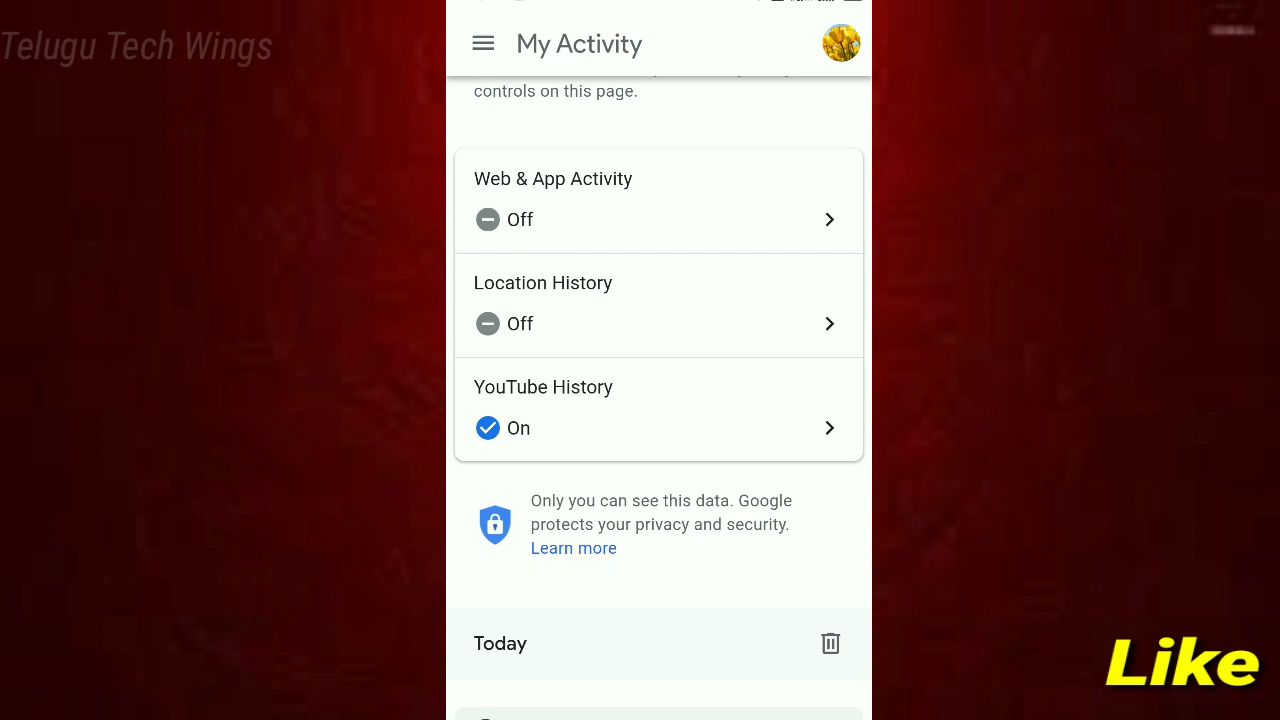 Telugu Tech Wings
My Activity
controls on this page.
Web & App Activity
Off
Location History
Off
YouTube History
On
Only you can see this data. Google
protects your privacy and security.
Learn more
Today
Like